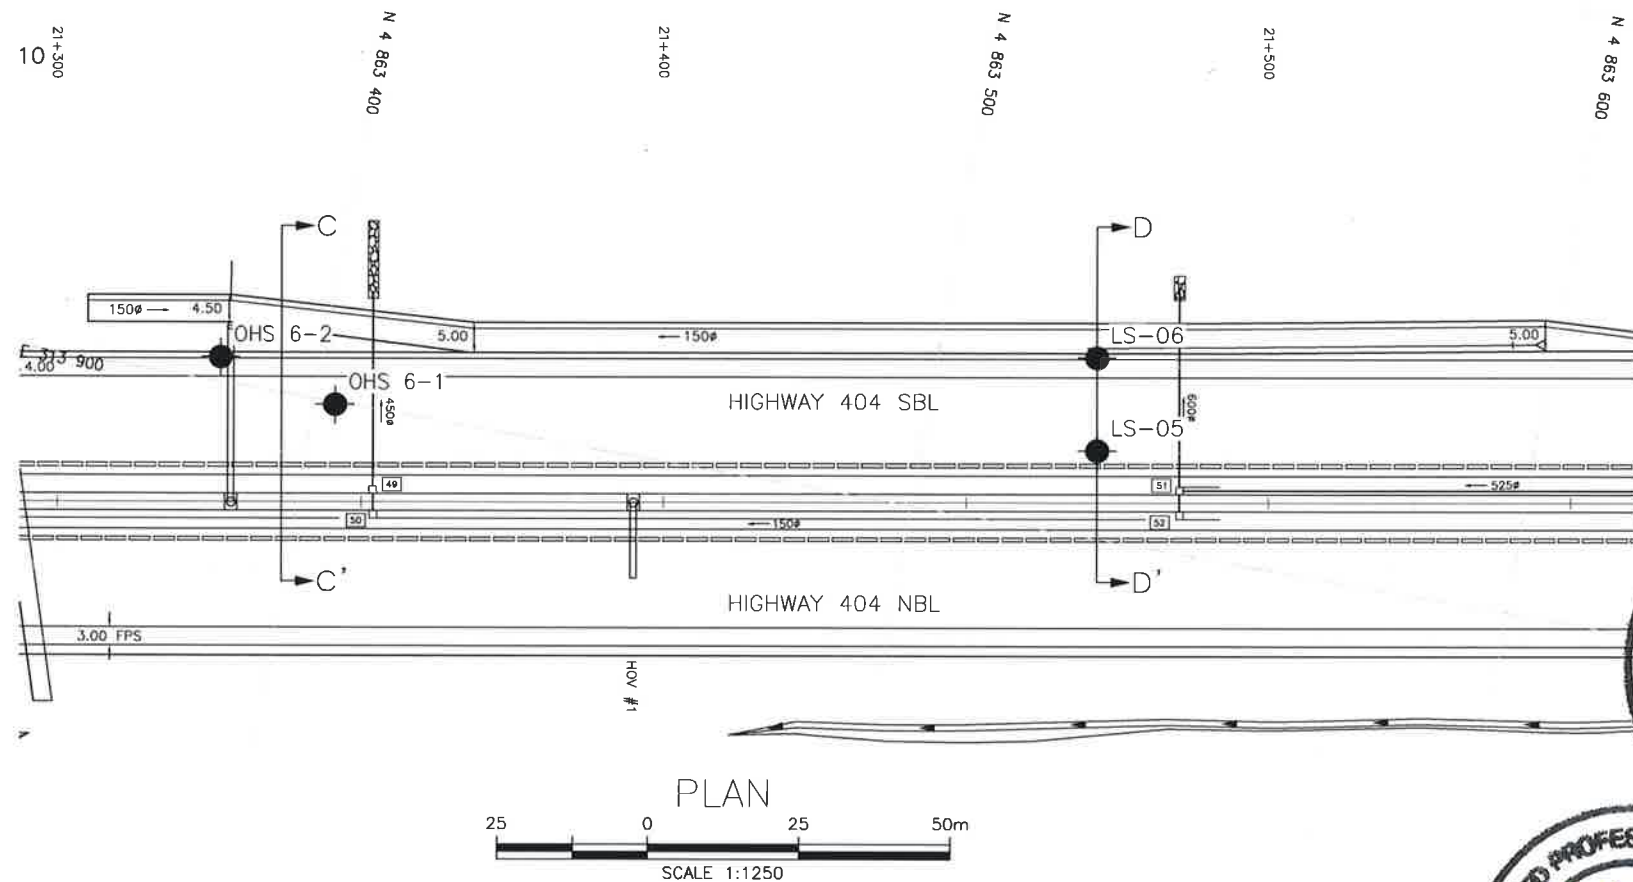 10
21+300
N 4 863 400
21+400
N 4 863 500
21+500
N 4 863 600
C
D
150ø
4.50
OHS 6-2
5.00
150ø
LS-06
5.00
313 900
4.00
OHS 6-1
450ø
HIGHWAY 404 SBL
600ø
LS-05
49
51
525ø
50
150ø
52
C'
D'
HIGHWAY 404 NBL
3.00 FPS
HOV #1
PLAN
25 0 25 50m
SCALE 1:1250